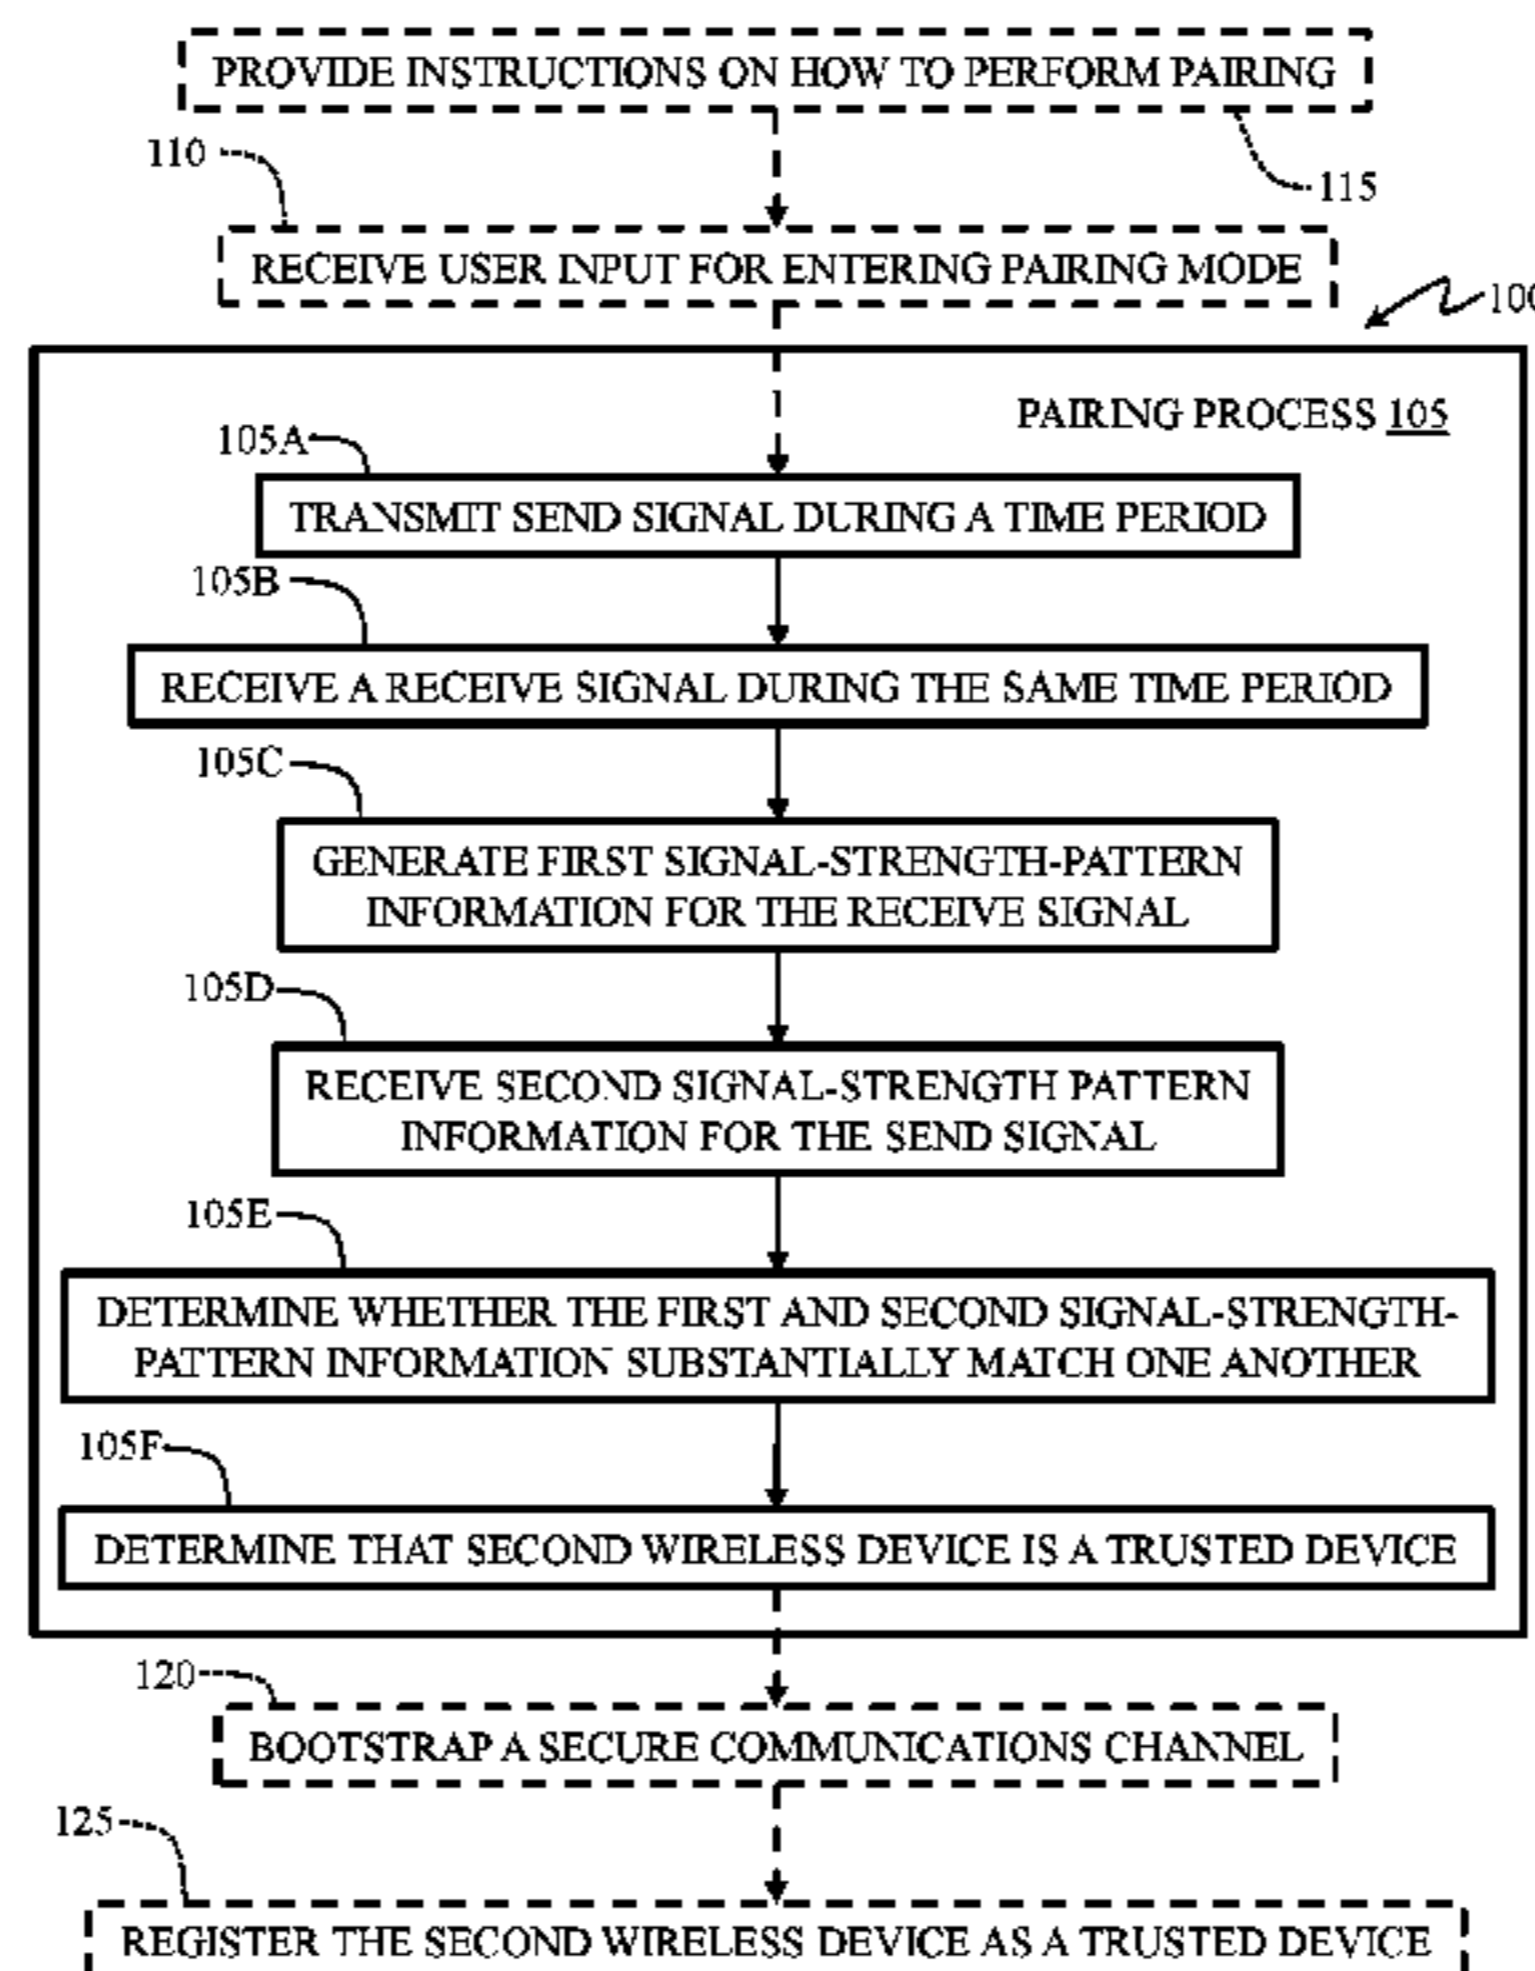 PROVIDE INSTRUCTIONS ON HOW TO PERFORM PAIRING
110
115
RECEIVE USER INPUT FOR ENTERING PAIRING MODE
PAIRING PROCESS 105
105A
TRANSMIT SEND SIGNAL DURING A TIME PERIOD
105B
RECEIVE A RECEIVE SIGNAL DURING THE SAME TIME PERIOD
105C
GENERATE FIRST SIGNAL-STRENGTH-PATTERN
INFORMATION FOR THE RECEIVE SIGNAL
105D
RECEIVE SECOND SIGNAL-STRENGTH PATTERN
INFORMATION FOR THE SEND SIGNAL
105E
DETERMINE WHETHER THE FIRST AND SECOND SIGNAL-STRENGTH-
PATTERN INFORMATION SUBSTANTIALLY MATCH ONE ANOTHER
105F
DETERMINE THAT SECOND WIRELESS DEVICE IS A TRUSTED DEVICE
120
BOOTSTRAP A SECURE COMMUNICATIONS CHANNEL
125
REGISTER THE SECOND WIRELESS DEVICE AS A TRUSTED DEVICE